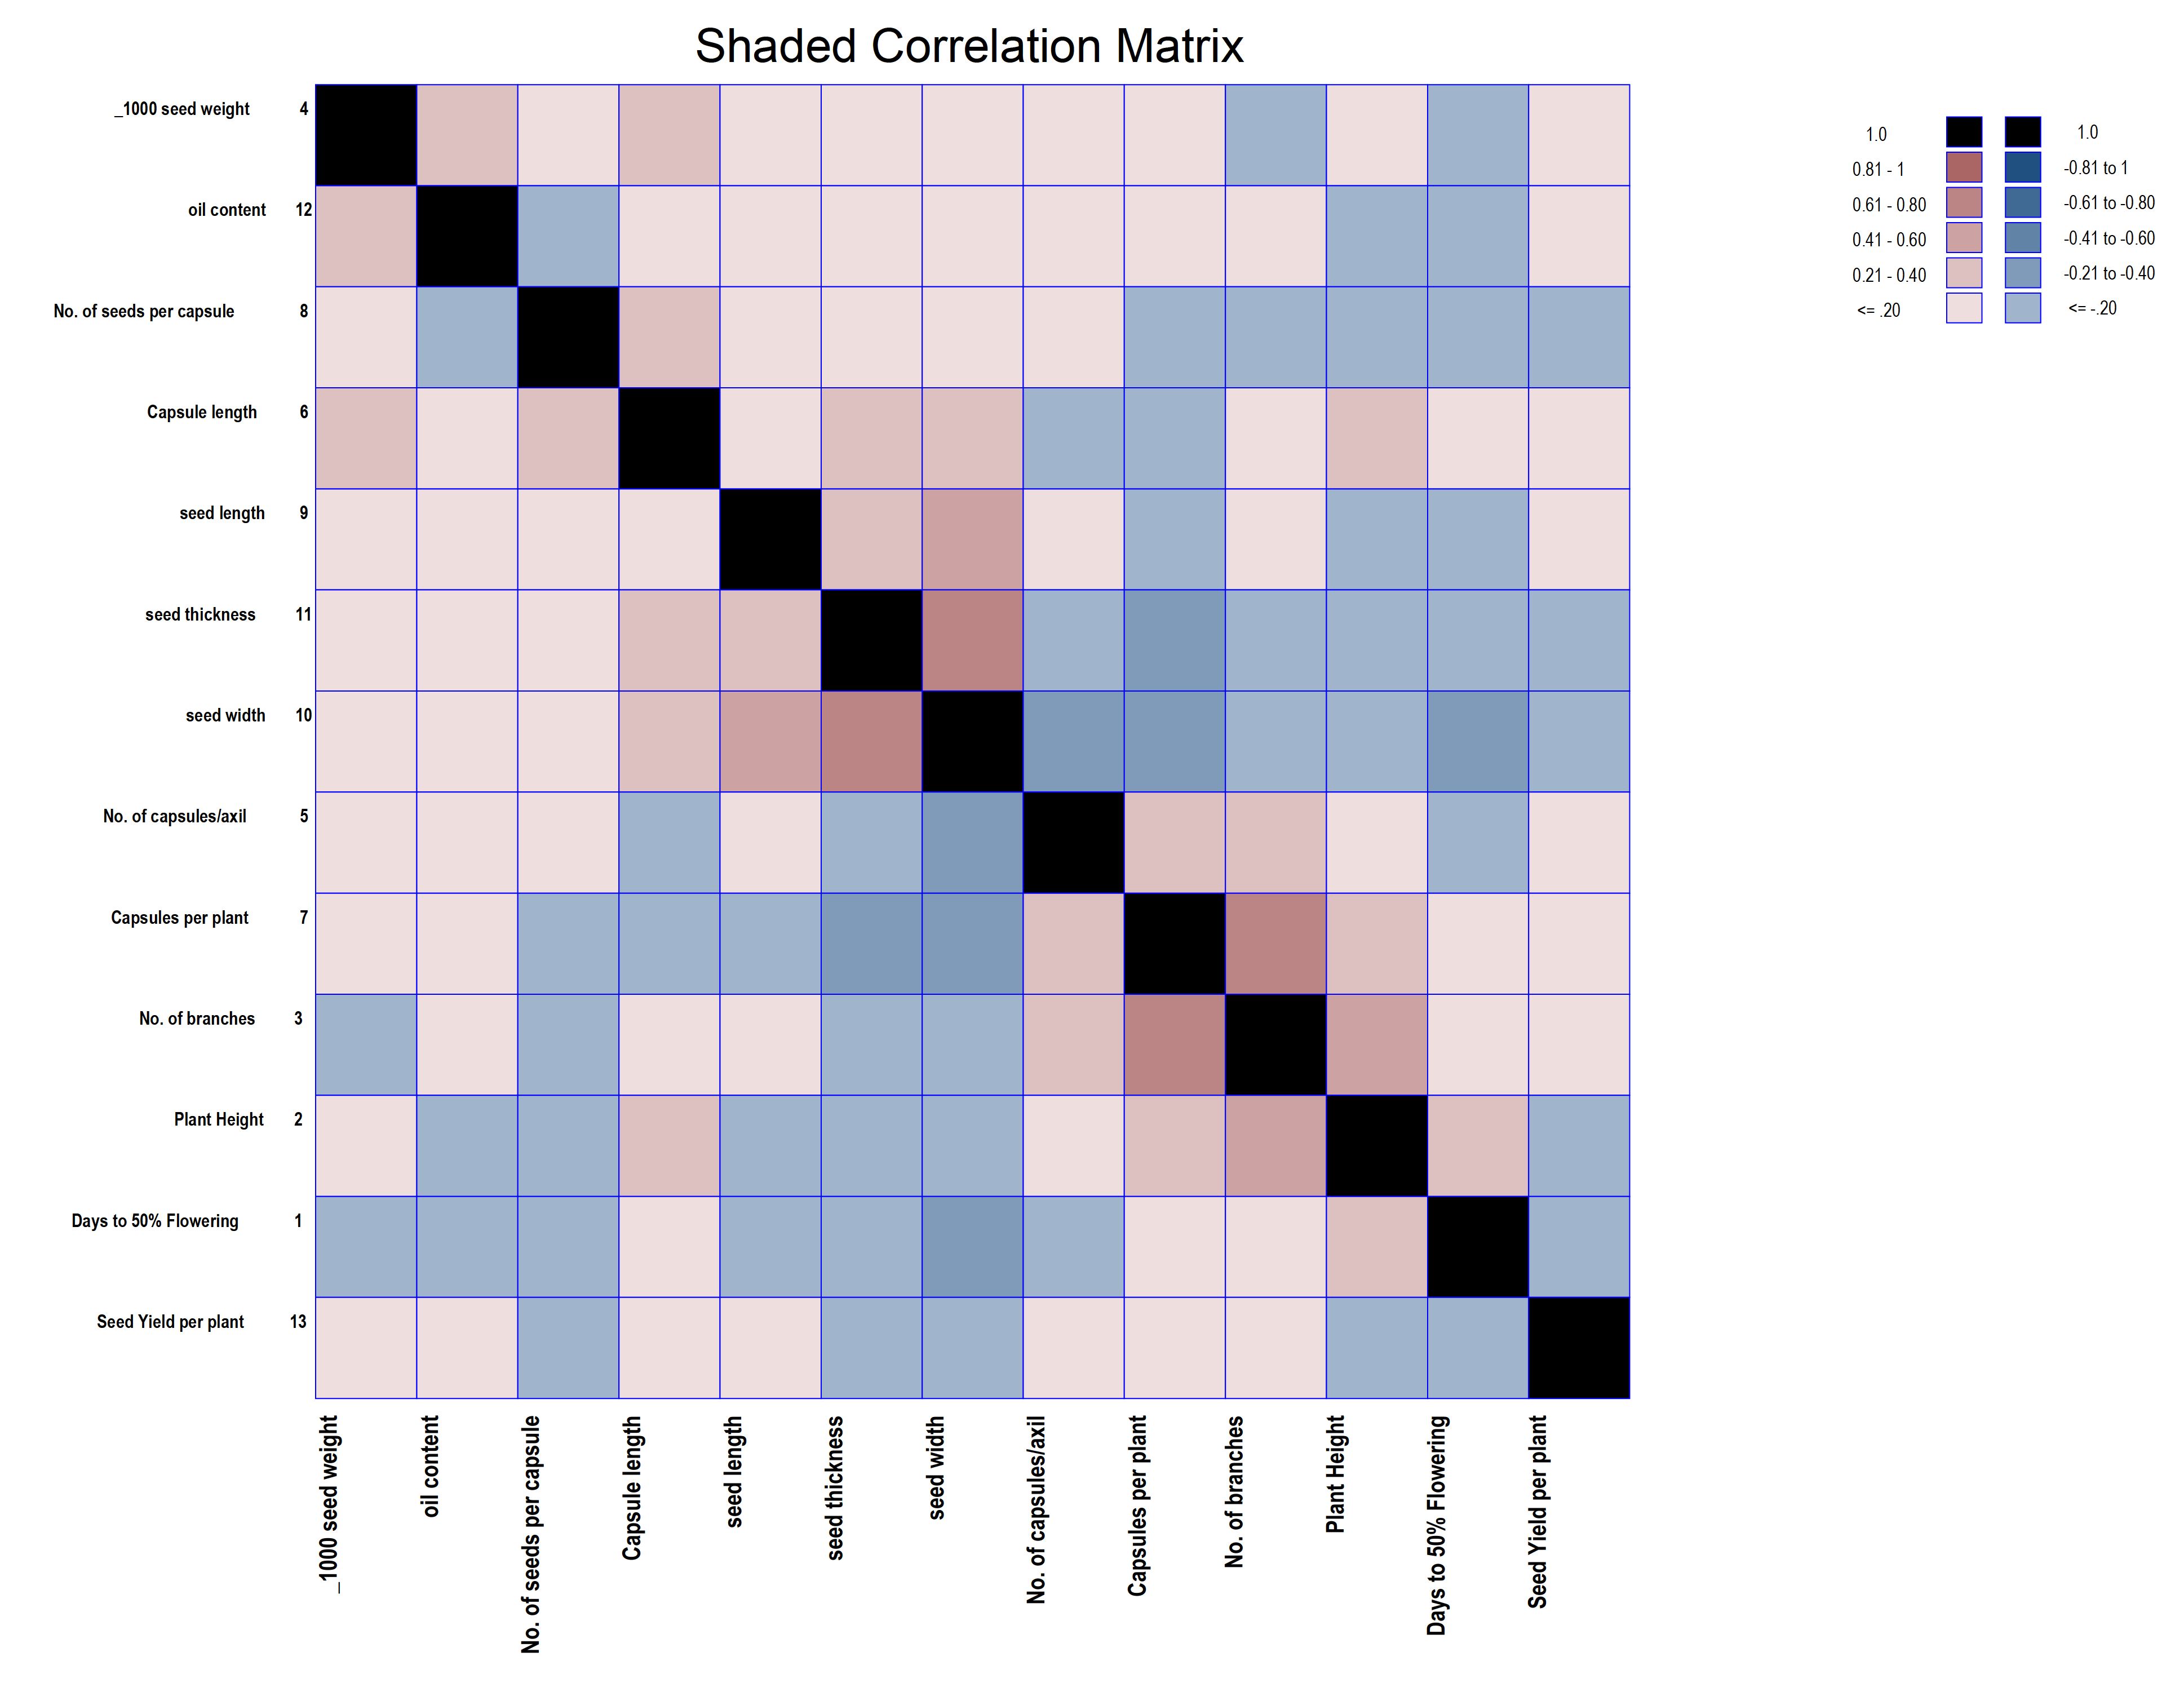 Shaded Correlation Matrix
_1000 seed weight 4
oil content 12
No. of seeds per capsule 8
Capsule length 6
seed length 9
seed thickness 11
seed width 10
No. of capsules/axil 5
Capsules per plant 7
No. of branches 3
Plant Height 2
Days to 50% Flowering 1
Seed Yield per plant 13
1.0 1.0
0.81 - 1 -0.81 to 1
0.61 - 0.80 -0.61 to -0.80
0.41 - 0.60 -0.41 to -0.60
0.21 - 0.40 -0.21 to -0.40
<= .20 <= -.20
_1000 seed weight
oil content
No. of seeds per capsule
Capsule length
seed length
seed thickness
seed width
No. of capsules/axil
Capsules per plant
No. of branches
Plant Height
Days to 50% Flowering
Seed Yield per plant